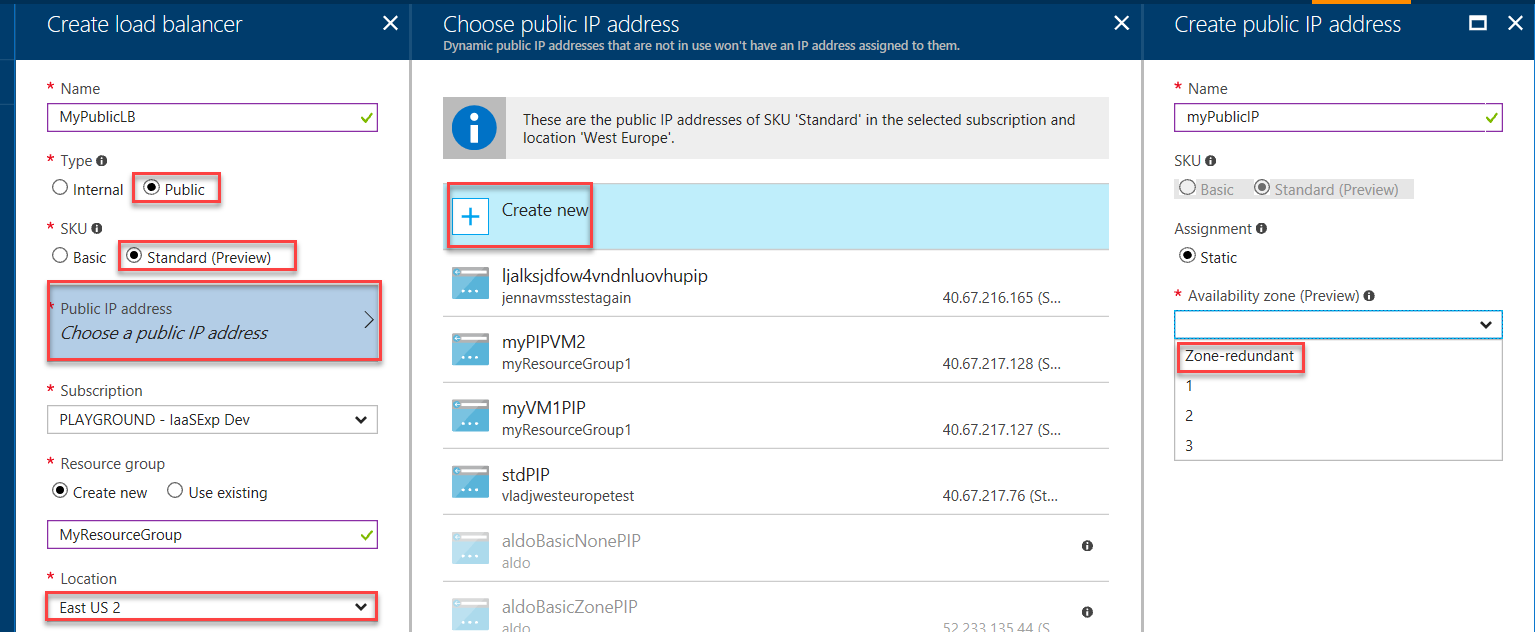 Create load balancer
* Name
MyPublicLB
* Type
Internal
Public
* SKU
Basic
Standard (Preview)
* Public IP address
Choose a public IP address
* Subscription
PLAYGROUND - IaaSExp Dev
* Resource group
Create new
Use existing
MyResourceGroup
* Location
East US 2
Choose public IP address
Dynamic public IP addresses that are not in use won't have an IP address assigned to them.
These are the public IP addresses of SKU 'Standard' in the selected subscription and
location 'West Europe'.
Create new
ljalksjdfow4vndnluovhupip
jennavmsstestagain
40.67.216.165 (S...
myPIPVM2
myResourceGroup1
40.67.217.128 (S...
myVM1PIP
myResourceGroup1
40.67.217.127 (S...
stdPIP
vladjwesteuropetest
40.67.217.76 (St...
aldoBasicNonePIP
aldo
aldoBasicZonePIP
aldo
52.233.135.44 (S...
Create public IP address
* Name
myPublicIP
SKU
Basic
Standard (Preview)
Assignment
Static
* Availability zone (Preview)
Zone-redundant
1
2
3